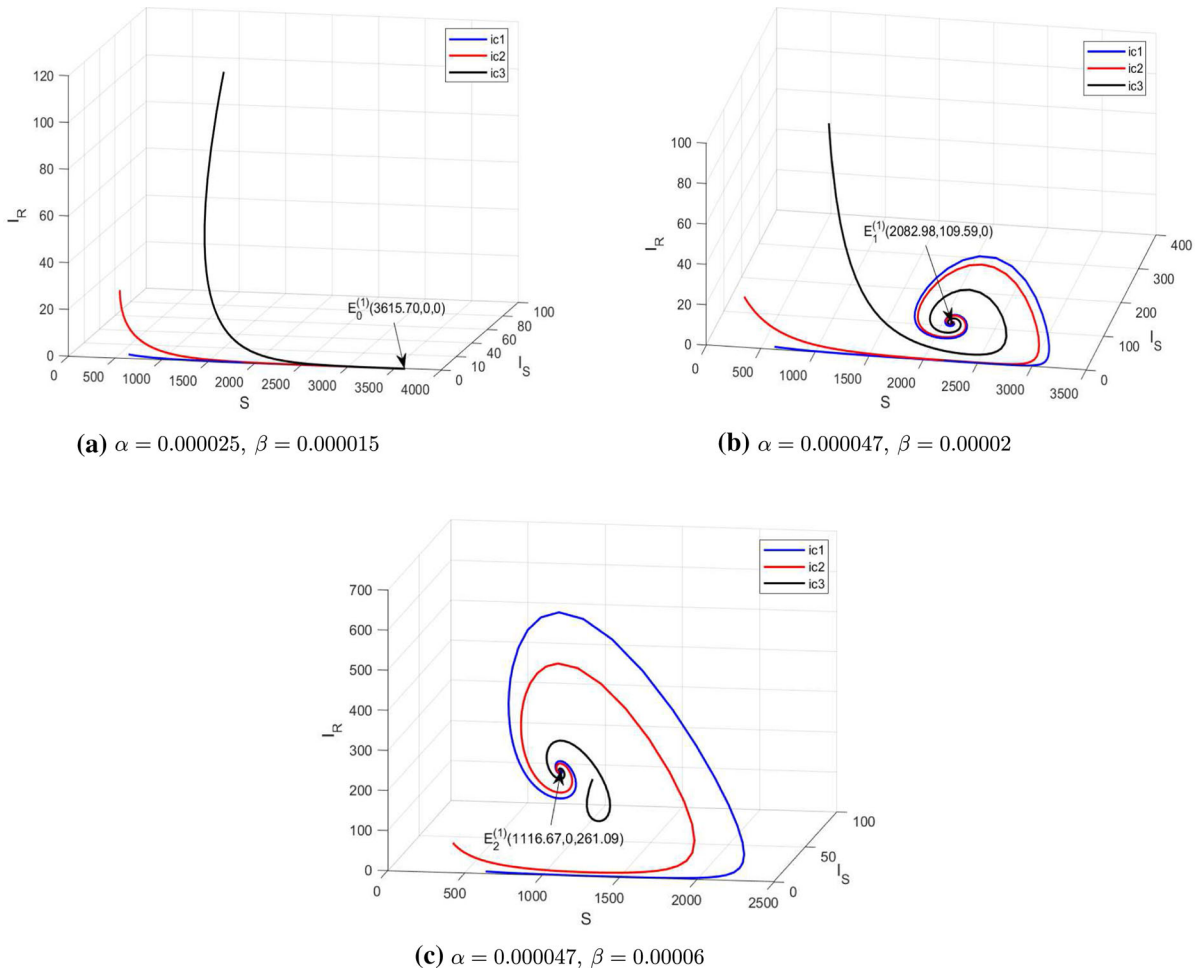 ic1
ic2
ic3
120
100
80
60
40
20
0
I_R
E_0^(1)(3615.70,0,0)
0
500
1000
1500
2000
2500
3000
3500
4000
S
0
10
40
60
80
100
I_S
(a) α = 0.000025, β = 0.000015
ic1
ic2
ic3
100
80
60
40
20
0
I_R
E_1^(1)(2082.98,109.59,0)
0
500
1000
1500
2000
2500
3000
3500
S
0
100
200
300
400
I_S
(b) α = 0.000047, β = 0.00002
ic1
ic2
ic3
700
600
500
400
300
200
100
0
I_R
E_2^(1)(1116.67,0,261.09)
0
500
1000
1500
2000
2500
S
0
50
100
I_S
(c) α = 0.000047, β = 0.00006